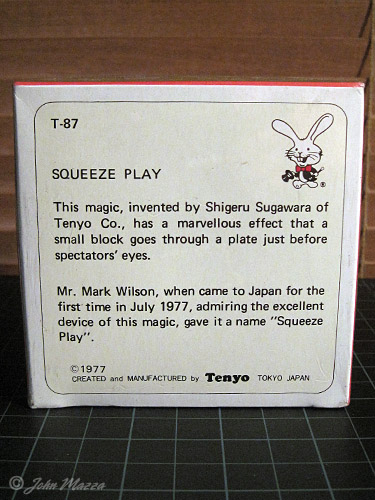 T-87
SQUEEZE PLAY
This magic, invented by Shigeru Sugawara of
Tenyo Co., has a marvellous effect that a
small block goes through a plate just before
spectators' eyes.
Mr. Mark Wilson, when came to Japan for the
first time in July 1977, admiring the excellent
device of this magic, gave it a name "Squeeze
Play".
©1977
CREATED and MANUFACTURED by Tenyo TOKYO JAPAN
®
© John Mazza